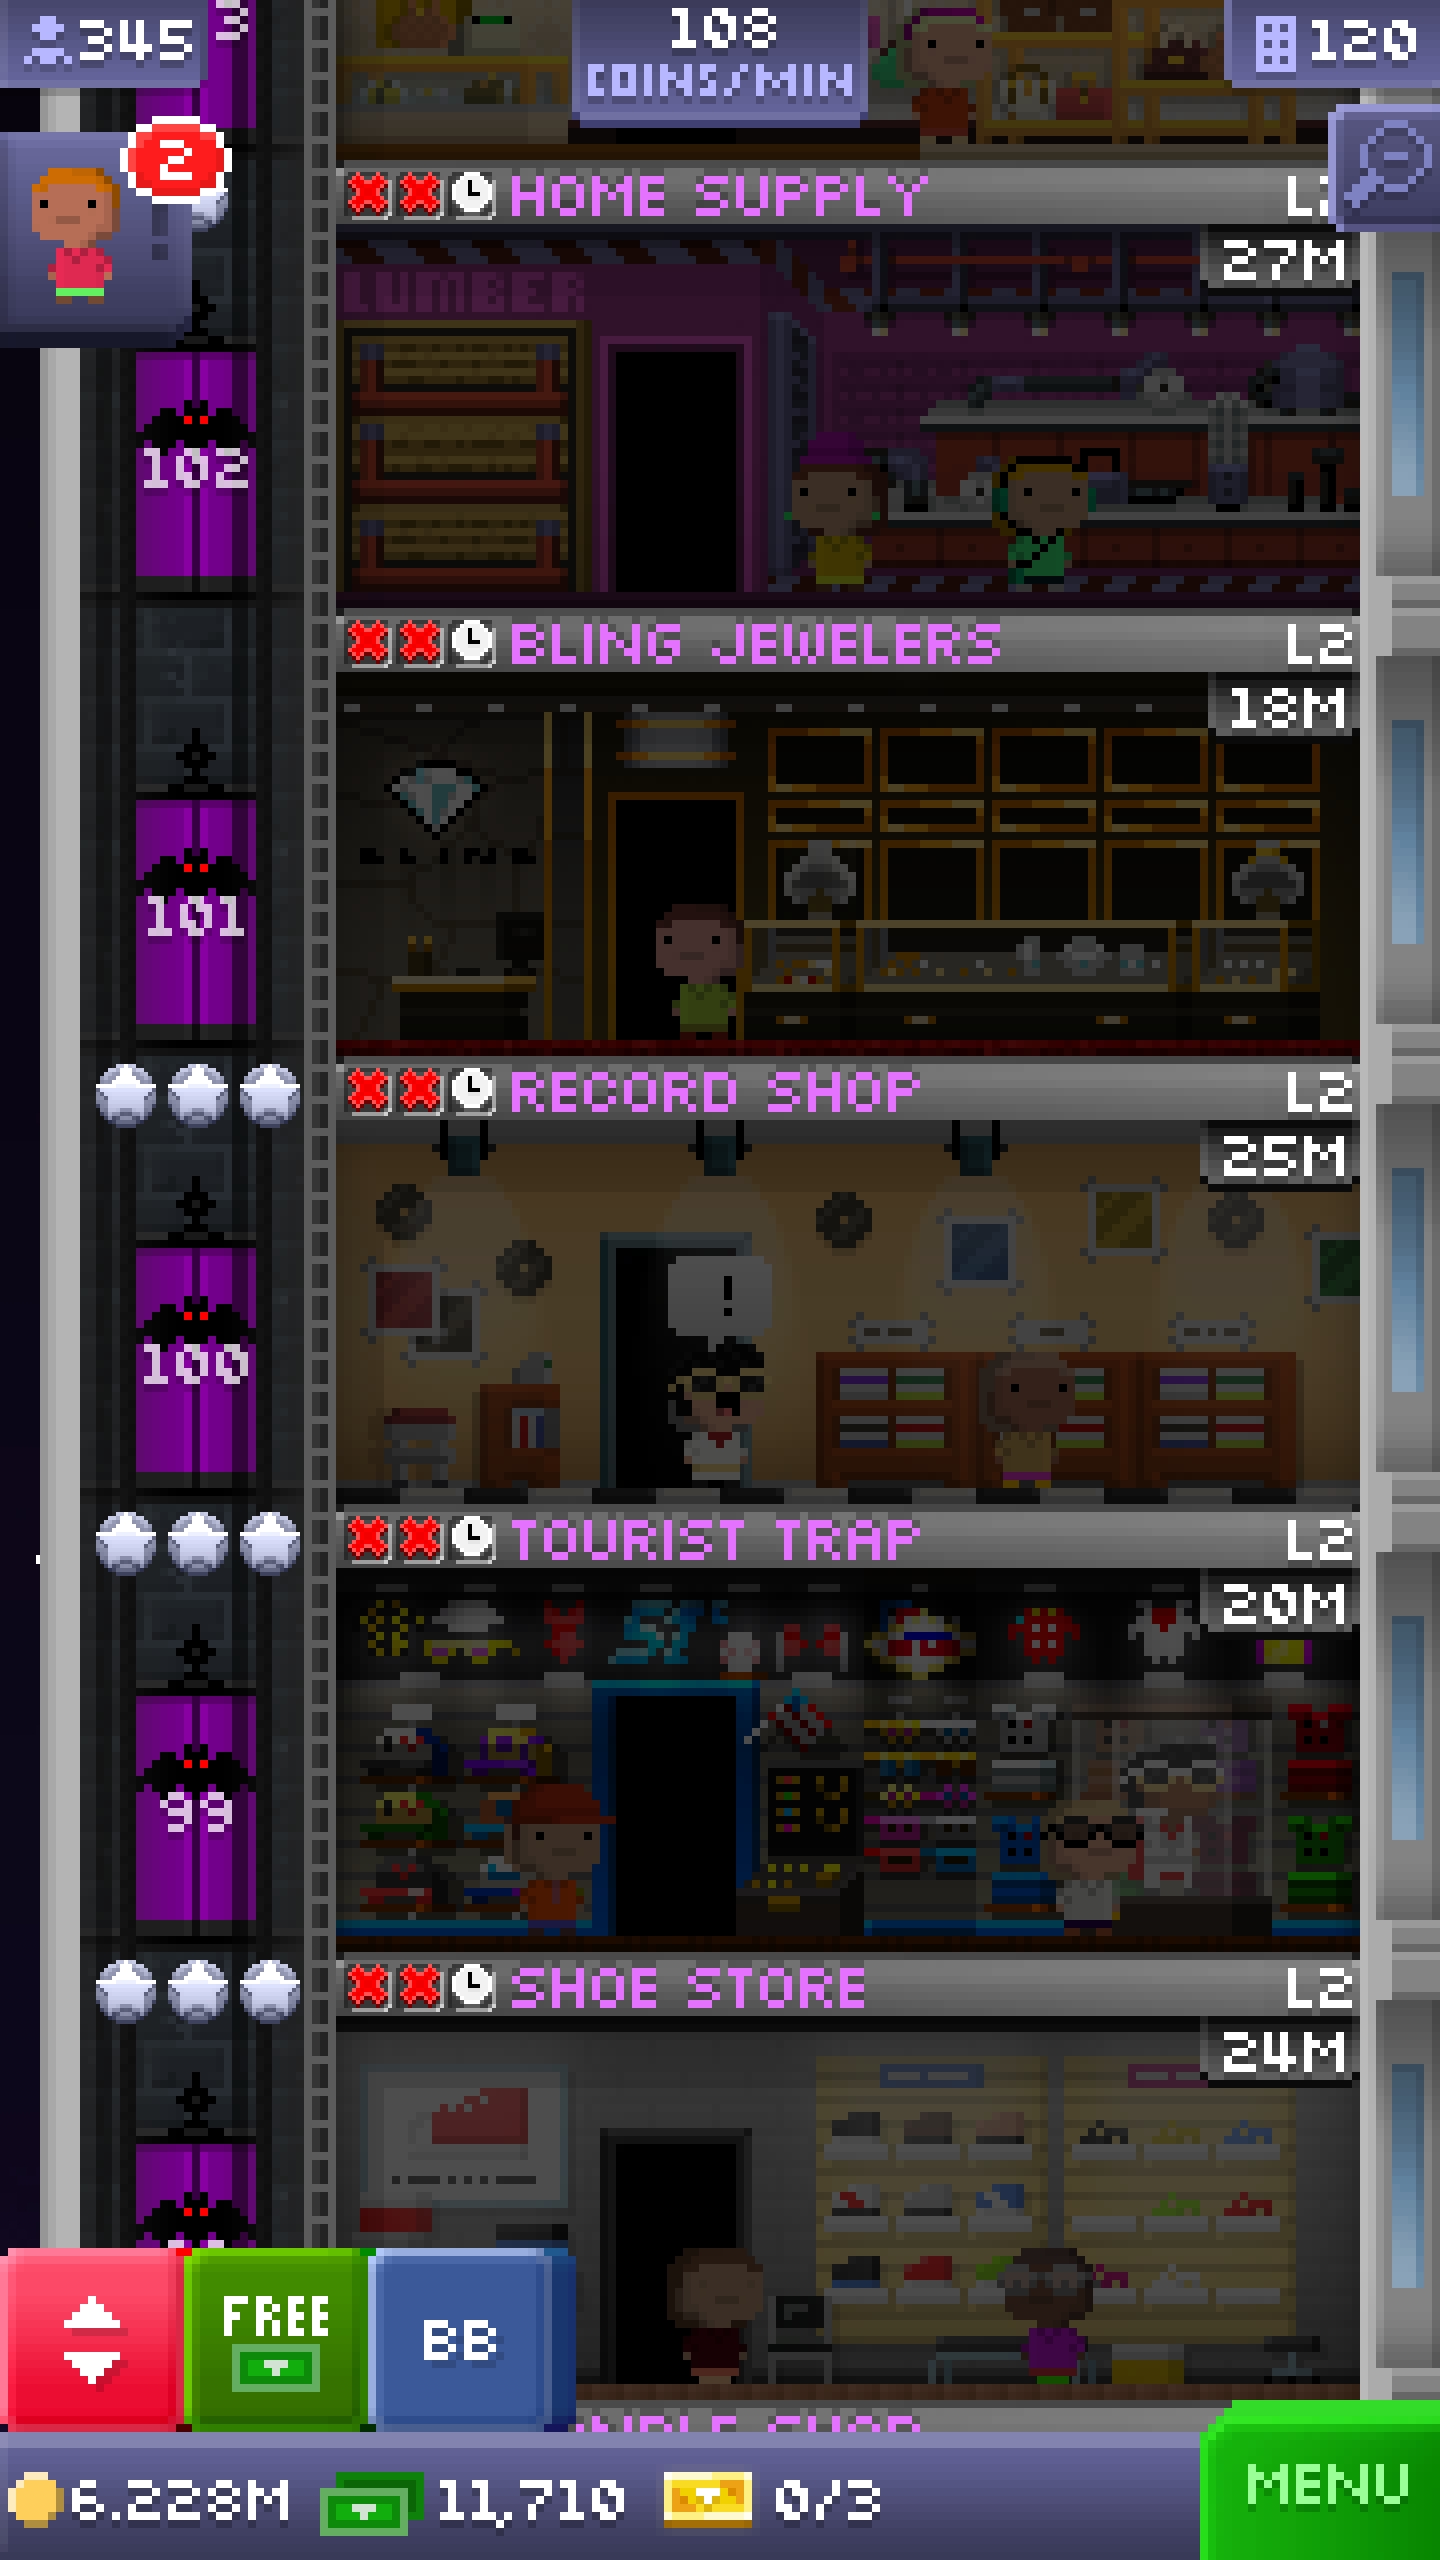 345
108
COINS/MIN
120
3
2
HOME SUPPLY
27M
LUMBER
102
BLING JEWELERS L2
18M
BLING
101
RECORD SHOP L2
25M
!
100
TOURIST TRAP L2
20M
99
SHOE STORE L2
24M
FREE
BB
6.228M 11,710 0/3
MENU